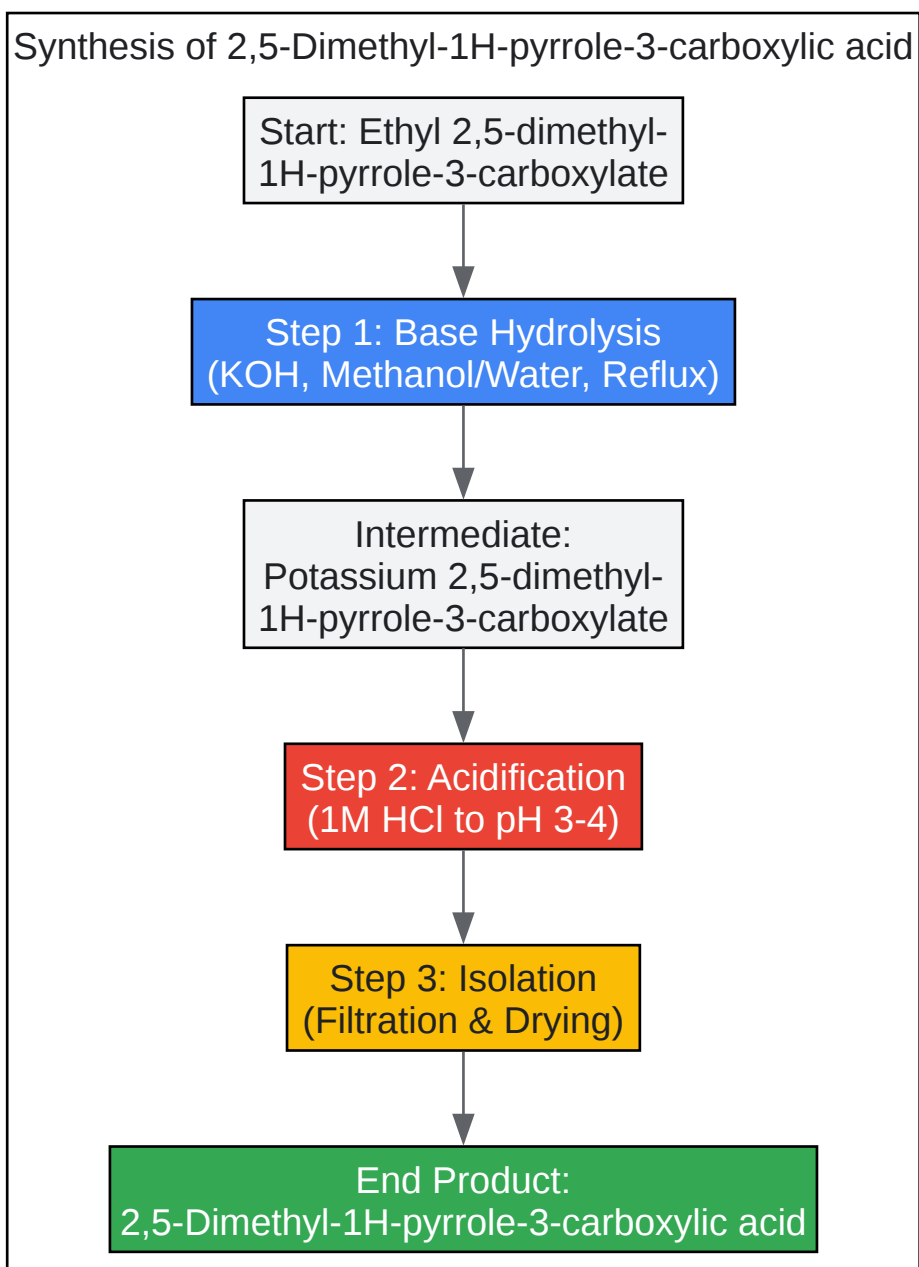 Synthesis of 2,5-Dimethyl-1H-pyrrole-3-carboxylic acid
Start: Ethyl 2,5-dimethyl-
1H-pyrrole-3-carboxylate
Step 1: Base Hydrolysis
(KOH, Methanol/Water, Reflux)
Intermediate:
Potassium 2,5-dimethyl-
1H-pyrrole-3-carboxylate
Step 2: Acidification
(1M HCl to pH 3-4)
Step 3: Isolation
(Filtration & Drying)
End Product:
2,5-Dimethyl-1H-pyrrole-3-carboxylic acid